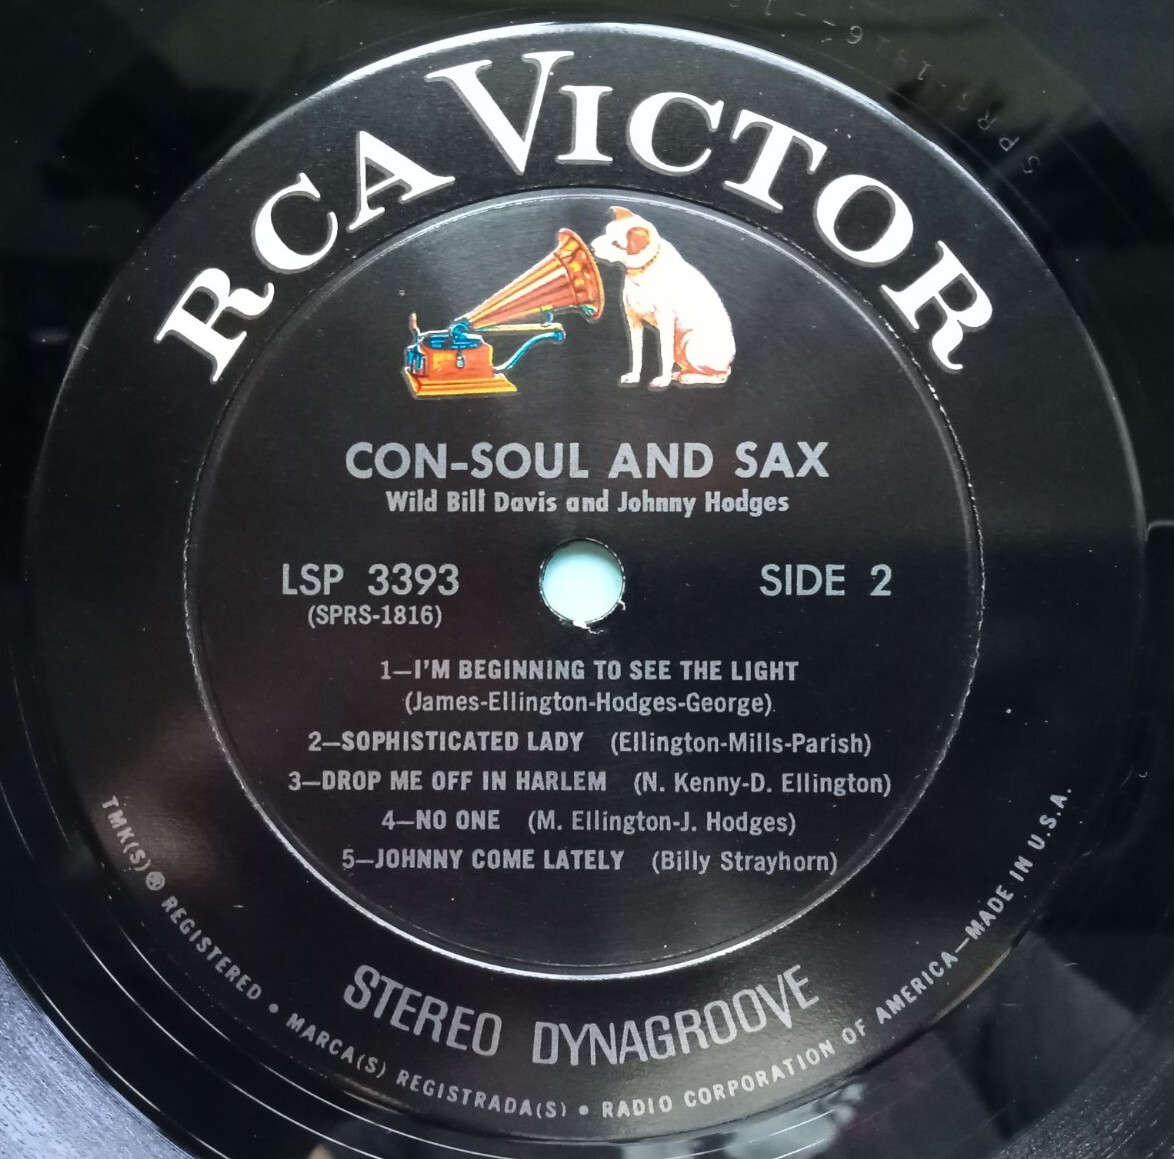 RCA VICTOR
CON-SOUL AND SAX
Wild Bill Davis and Johnny Hodges
LSP 3393
(SPRS-1816)
SIDE 2
1—I'M BEGINNING TO SEE THE LIGHT
(James-Ellington-Hodges-George)
2—SOPHISTICATED LADY (Ellington-Mills-Parish)
3—DROP ME OFF IN HARLEM (N. Kenny-D. Ellington)
4—NO ONE (M. Ellington-J. Hodges)
5—JOHNNY COME LATELY (Billy Strayhorn)
STEREO DYNAGROOVE
TMK(S) ® REGISTERED • MARCA(S) REGISTRADA(S) • RADIO CORPORATION OF AMERICA—MADE IN U.S.A.